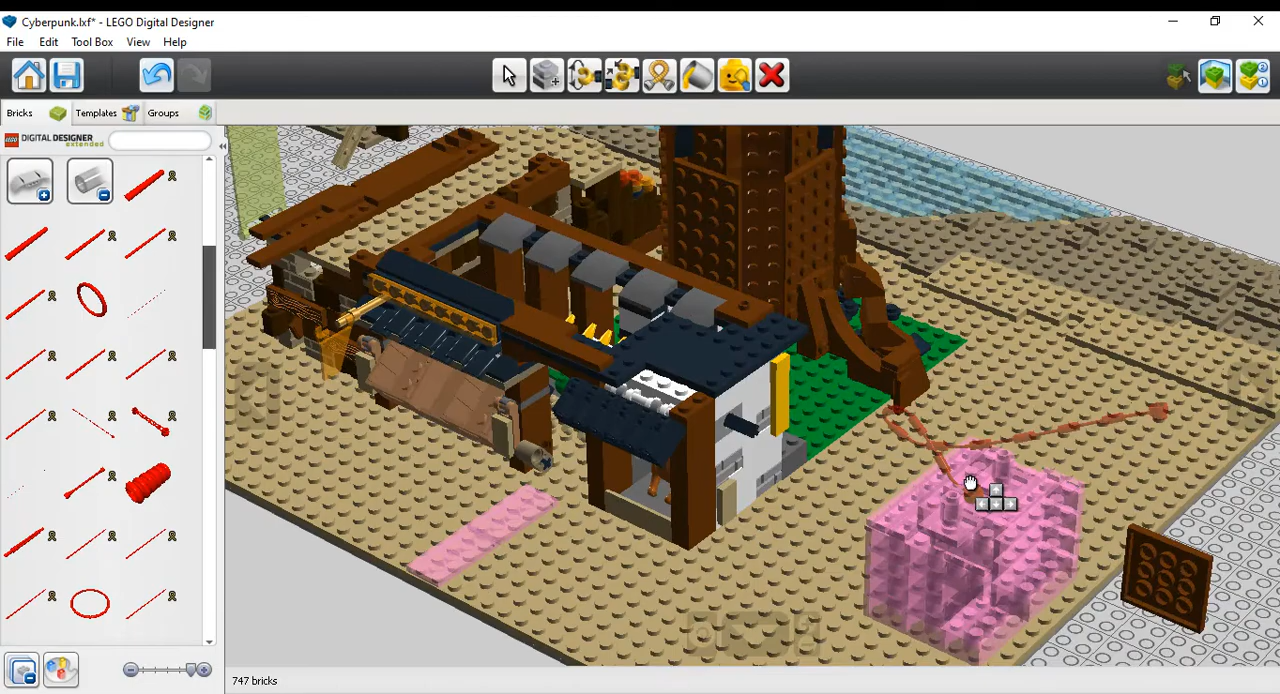 Cyberpunk.lxf* - LEGO Digital Designer
File Edit Tool Box View Help
Bricks Templates Groups
LEGO DIGITAL DESIGNER
extended
747 bricks